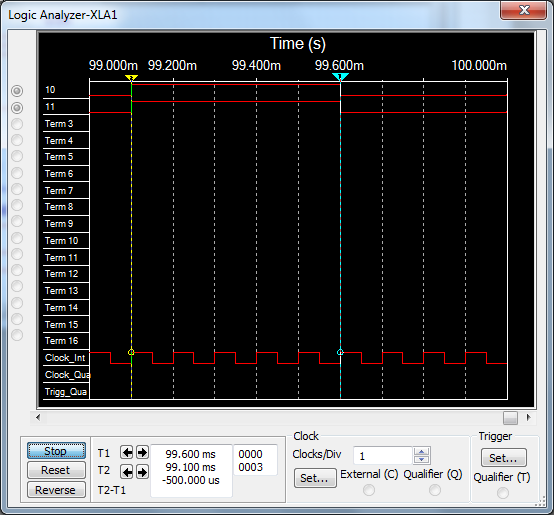 Logic Analyzer-XLA1
Time (s)
99.000m 99.200m 99.400m 99.600m 100.000m
10
11
Term 3
Term 4
Term 5
Term 6
Term 7
Term 8
Term 9
Term 10
Term 11
Term 12
Term 13
Term 14
Term 15
Term 16
Clock_Int
Clock_Qua
Trigg_Qua
Stop
Reset
Reverse
T1 99.600 ms 0000
T2 99.100 ms 0003
T2-T1 -500.000 us
Clock
Clocks/Div 1
Set... External (C) Qualifier (Q)
Trigger
Set...
Qualifier (T)